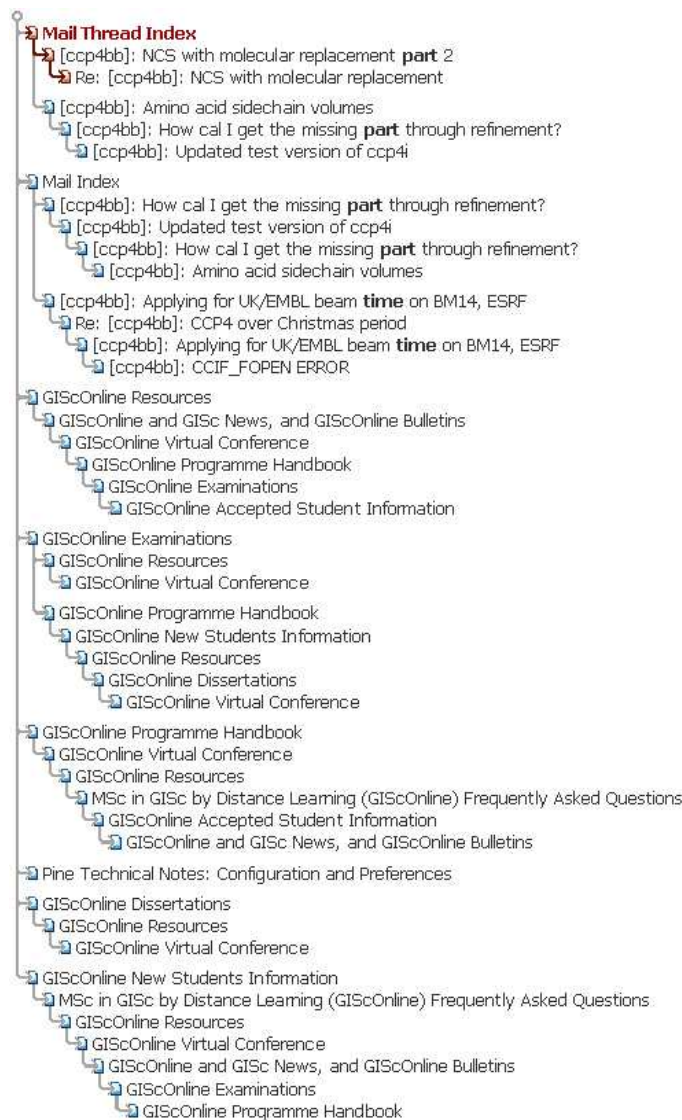 Mail Thread Index
[ccp4bb]: NCS with molecular replacement part 2
Re: [ccp4bb]: NCS with molecular replacement
[ccp4bb]: Amino acid sidechain volumes
[ccp4bb]: How cal I get the missing part through refinement?
[ccp4bb]: Updated test version of ccp4i
Mail Index
[ccp4bb]: How cal I get the missing part through refinement?
[ccp4bb]: Updated test version of ccp4i
[ccp4bb]: How cal I get the missing part through refinement?
[ccp4bb]: Amino acid sidechain volumes
[ccp4bb]: Applying for UK/EMBL beam time on BM14, ESRF
Re: [ccp4bb]: CCP4 over Christmas period
[ccp4bb]: Applying for UK/EMBL beam time on BM14, ESRF
[ccp4bb]: CCIF_FOPEN ERROR
GIScOnline Resources
GIScOnline and GISc News, and GIScOnline Bulletins
GIScOnline Virtual Conference
GIScOnline Programme Handbook
GIScOnline Examinations
GIScOnline Accepted Student Information
GIScOnline Examinations
GIScOnline Resources
GIScOnline Virtual Conference
GIScOnline Programme Handbook
GIScOnline New Students Information
GIScOnline Resources
GIScOnline Dissertations
GIScOnline Virtual Conference
GIScOnline Programme Handbook
GIScOnline Virtual Conference
GIScOnline Resources
MSc in GISc by Distance Learning (GIScOnline) Frequently Asked Questions
GIScOnline Accepted Student Information
GIScOnline and GISc News, and GIScOnline Bulletins
Pine Technical Notes: Configuration and Preferences
GIScOnline Dissertations
GIScOnline Resources
GIScOnline Virtual Conference
GIScOnline New Students Information
MSc in GISc by Distance Learning (GIScOnline) Frequently Asked Questions
GIScOnline Resources
GIScOnline Virtual Conference
GIScOnline and GISc News, and GIScOnline Bulletins
GIScOnline Examinations
GIScOnline Programme Handbook